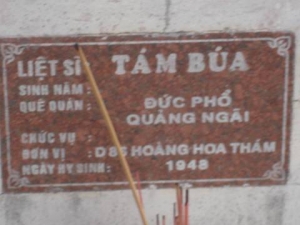 LIỆT SĨ: TÁM BÚA
SINH NĂM:
QUÊ QUÁN: ĐỨC PHỔ
QUẢNG NGÃI
CHỨC VỤ:
ĐƠN VỊ: D86 HOÀNG HOA THÁM
NGÀY HY SINH: 1948